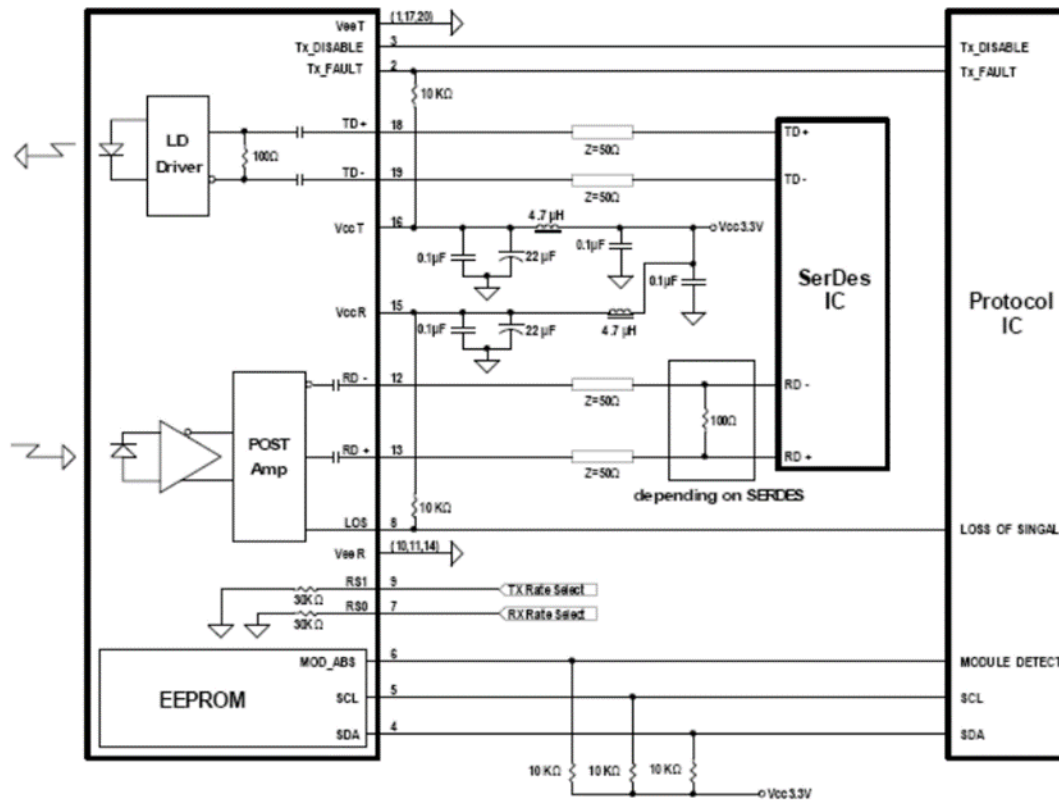 VeeT (1,17,20)
Tx_DISABLE 3 Tx_DISABLE
Tx_FAULT 2 Tx_FAULT
10 KΩ
LD
Driver
100Ω
TD+ 18 Z=50Ω TD+
TD- 19 Z=50Ω TD-
VccT 16 4.7 μH Vcc3.3V
0.1μF 22 μF 0.1μF 0.1μF
SerDes
IC
Protocol
IC
VccR 15
0.1μF 22μF 4.7 μH
RD - 12 Z=50Ω RD -
100Ω
POST
Amp
RD + 13 Z=50Ω RD +
depending on SERDES
10 KΩ
LOS 8 LOSS OF SINGAL
VeeR (10,11,14)
RS1 9 TX Rate Select
30KΩ
RS0 7 RX Rate Select
30KΩ
EEPROM
MOD_ABS 6 MODULE DETECT
SCL 5 SCL
SDA 4 SDA
10 KΩ 10 KΩ 10 KΩ
Vcc3.3V